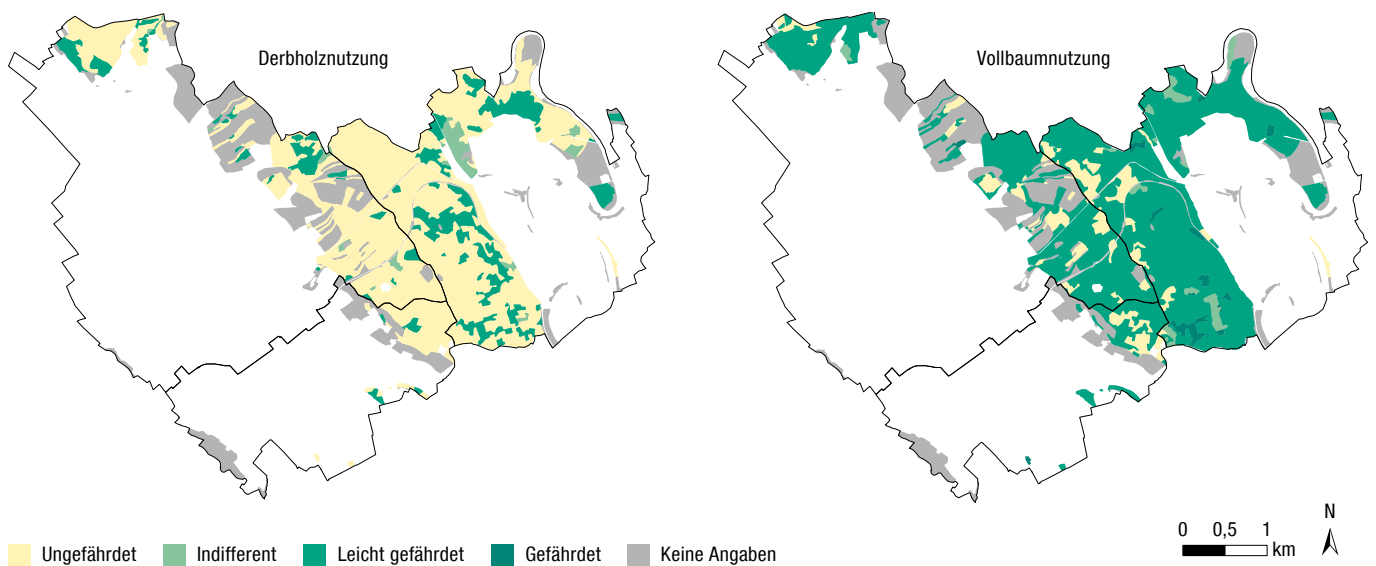 Derbholznutzung
Vollbaumnutzung
Ungefährdet
Indifferent
Leicht gefährdet
Gefährdet
Keine Angaben
0 0,5 1
km
N